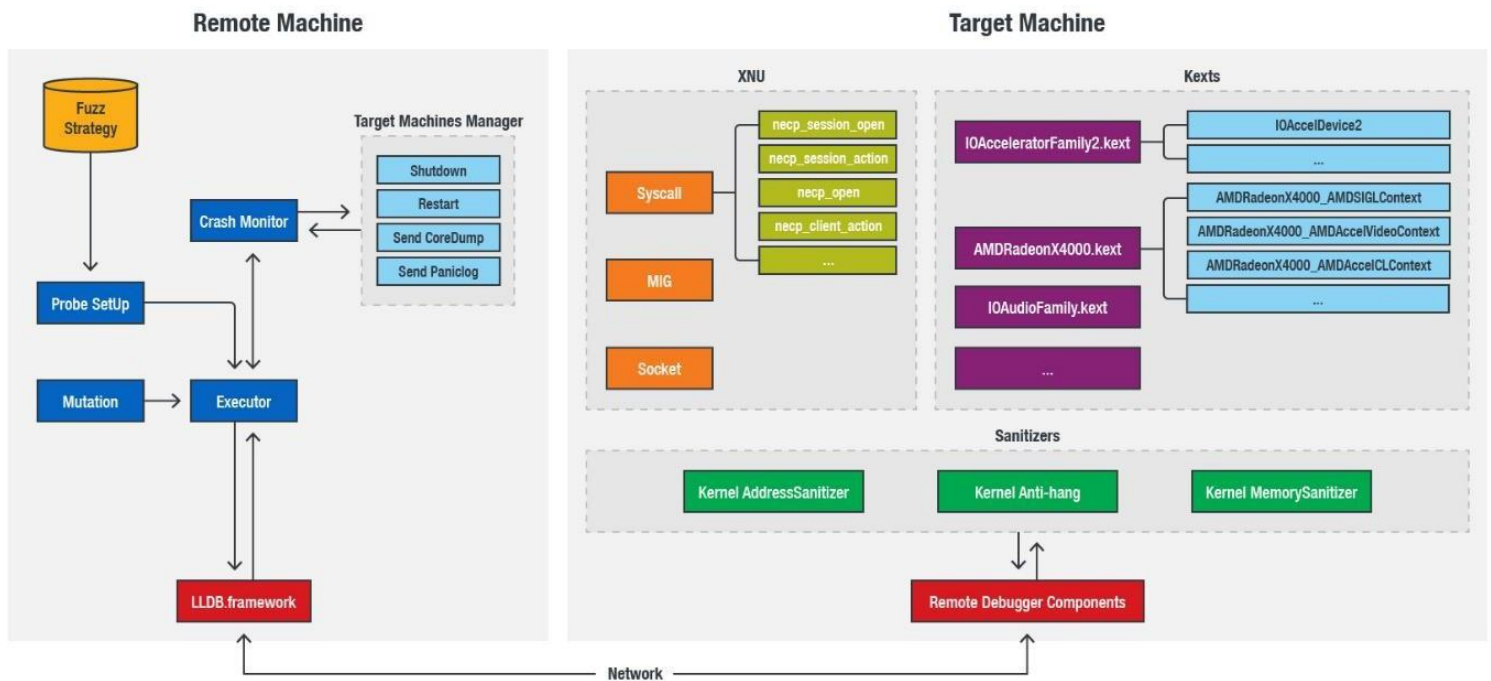 Remote Machine
Target Machine
Fuzz
Strategy
Target Machines Manager
Shutdown
Restart
Send CoreDump
Send Paniclog
Crash Monitor
Probe SetUp
Mutation
Executor
LLDB.framework
XNU
Syscall
MIG
Socket
necp_session_open
necp_session_action
necp_open
necp_client_action
...
Kexts
IOAcceleratorFamily2.kext
IOAccelDevice2
...
AMDRadeonX4000.kext
AMDRadeonX4000_AMDSIGLContext
AMDRadeonX4000_AMDAccelVideoContext
AMDRadeonX4000_AMDAccelCLContext
...
IOAudioFamily.kext
...
Sanitizers
Kernel AddressSanitizer
Kernel Anti-hang
Kernel MemorySanitizer
Remote Debugger Components
Network